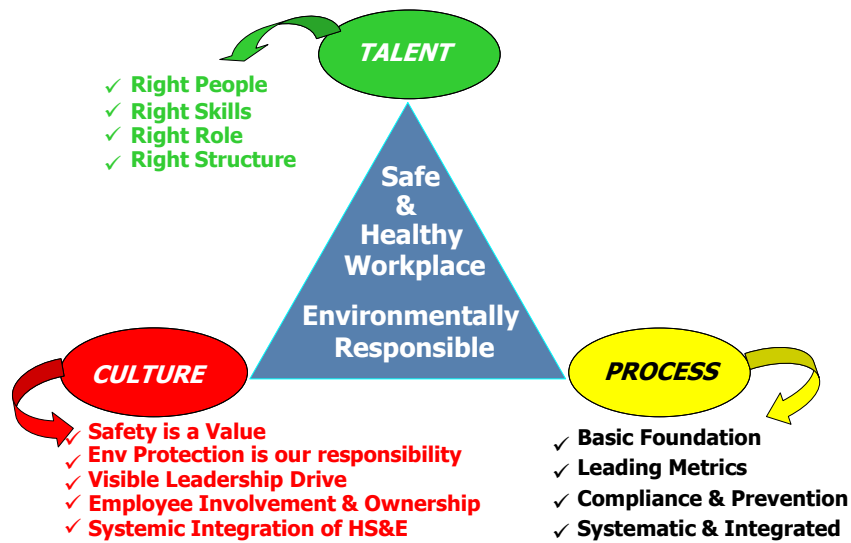 TALENT
✓ Right People
✓ Right Skills
✓ Right Role
✓ Right Structure
Safe
&
Healthy
Workplace
Environmentally
Responsible
CULTURE
✓ Safety is a Value
✓ Env Protection is our responsibility
✓ Visible Leadership Drive
✓ Employee Involvement & Ownership
✓ Systemic Integration of HS&E
PROCESS
✓ Basic Foundation
✓ Leading Metrics
✓ Compliance & Prevention
✓ Systematic & Integrated